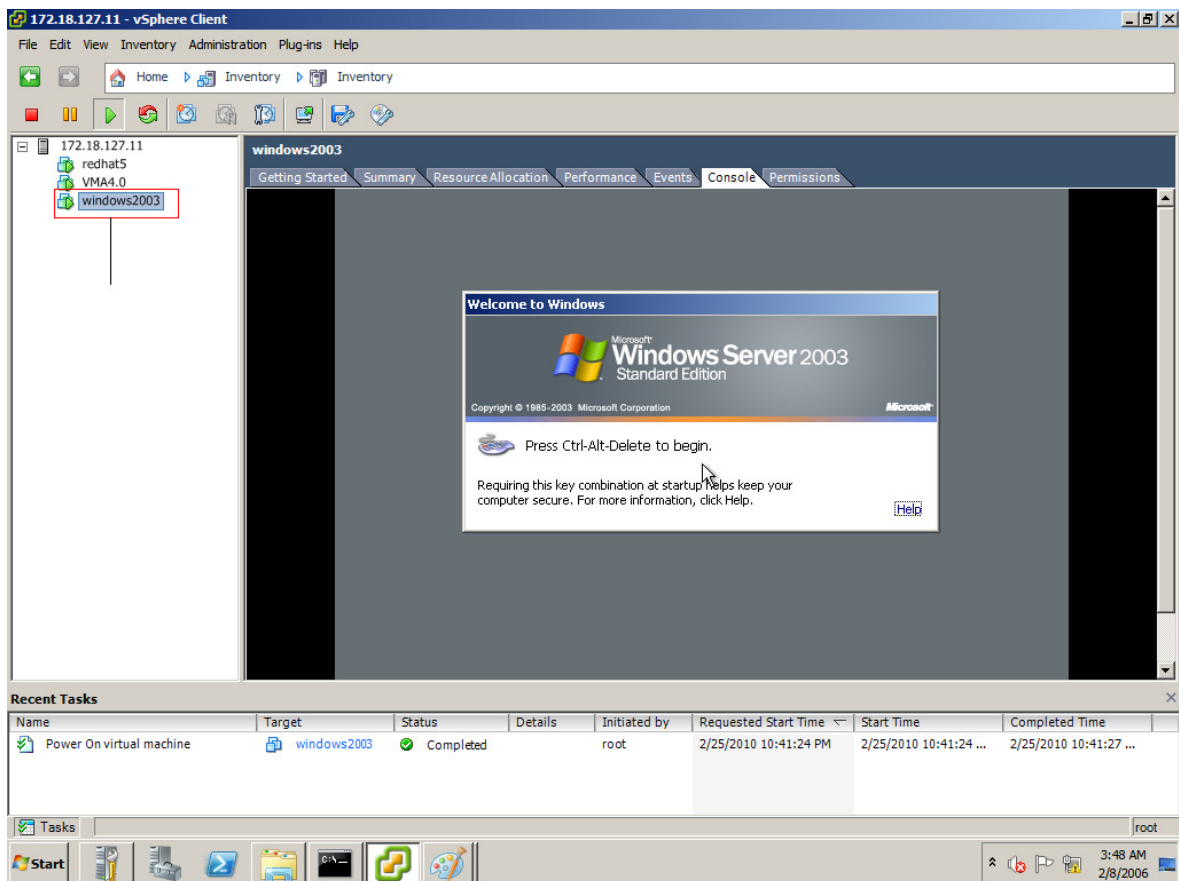 172.18.127.11 - vSphere Client
File Edit View Inventory Administration Plug-ins Help
Home Inventory Inventory
172.18.127.11
redhat5
VMA4.0
windows2003
windows2003
Getting Started Summary Resource Allocation Performance Events Console Permissions
Welcome to Windows
Microsoft
Windows Server 2003
Standard Edition
Copyright © 1985-2003 Microsoft Corporation Microsoft
Press Ctrl-Alt-Delete to begin.
Requiring this key combination at startup helps keep your
computer secure. For more information, click Help.
Help
Recent Tasks
Name Target Status Details Initiated by Requested Start Time Start Time Completed Time
Power On virtual machine windows2003 Completed root 2/25/2010 10:41:24 PM 2/25/2010 10:41:24 ... 2/25/2010 10:41:27 ...
Tasks root
Start C:\_ 3:48 AM
2/8/2006